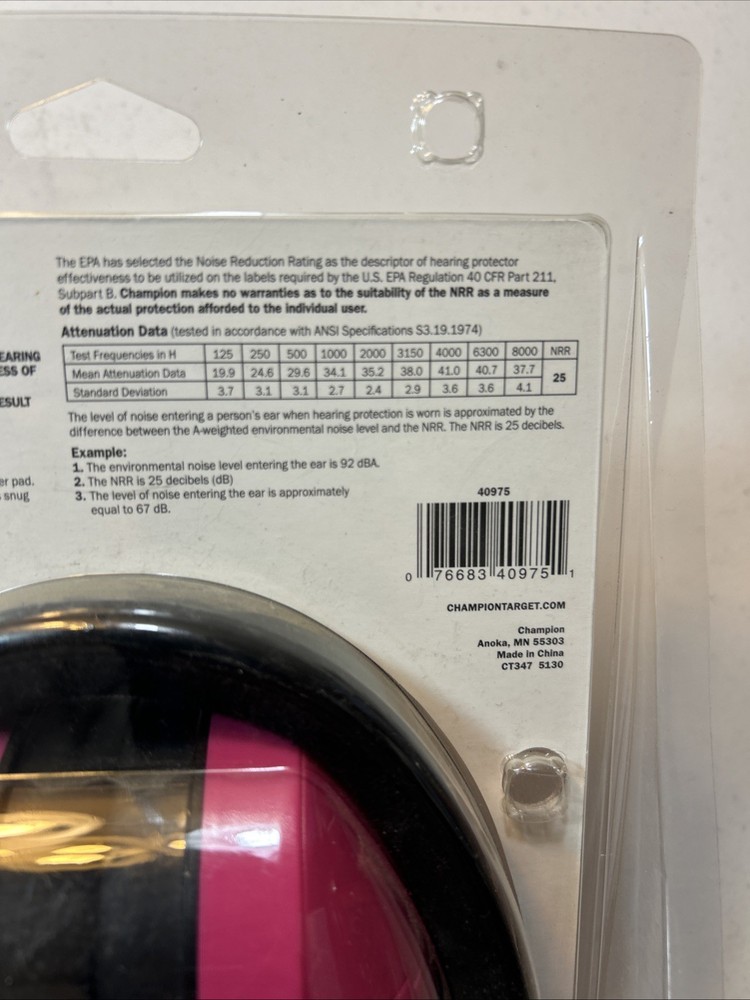 The EPA has selected the Noise Reduction Rating as the descriptor of hearing protector
effectiveness to be utilized on the labels required by the U.S. EPA Regulation 40 CFR Part 211,
Subpart B. Champion makes no warranties as to the suitability of the NRR as a measure
of the actual protection afforded to the individual user.
Attenuation Data (tested in accordance with ANSI Specifications S3.19.1974)
Test Frequencies in H 125 250 500 1000 2000 3150 4000 6300 8000 NRR
Mean Attenuation Data 19.9 24.6 29.6 34.1 35.2 38.0 41.0 40.7 37.7 25
Standard Deviation 3.7 3.1 3.1 2.7 2.4 2.9 3.6 3.6 4.1
The level of noise entering a person's ear when hearing protection is worn is approximated by the
difference between the A-weighted environmental noise level and the NRR. The NRR is 25 decibels.
Example:
1. The environmental noise level entering the ear is 92 dBA.
2. The NRR is 25 decibels (dB)
3. The level of noise entering the ear is approximately
equal to 67 dB.
EARING
ESS OF
ESULT
er pad.
snug
40975
0 76683 40975 1
CHAMPIONTARGET.COM
Champion
Anoka, MN 55303
Made in China
CT347 5130